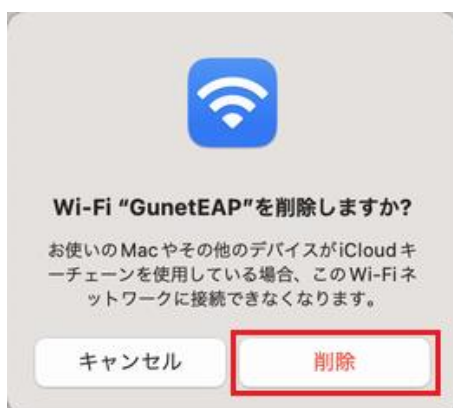 Wi-Fi “GunetEAP”を削除しますか?
お使いのMacやその他のデバイスがiCloudキ
ーチェーンを使用している場合、このWi-Fiネ
ットワークに接続できなくなります。
キャンセル
削除